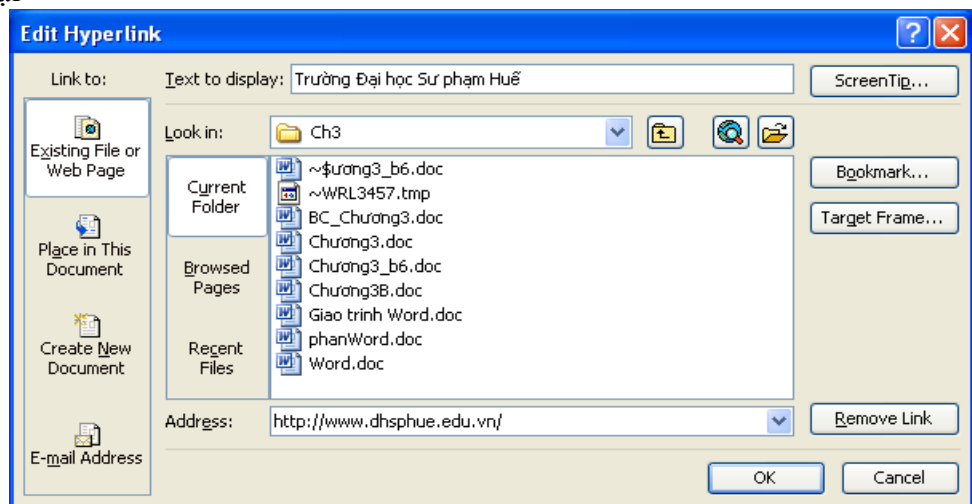 Edit Hyperlink
Link to:
Text to display: Trường Đại học Sư phạm Huế
ScreenTip...
Look in: Ch3
Existing File or
Web Page
Place in This
Document
Create New
Document
E-mail Address
Current
Folder
Browsed
Pages
Recent
Files
~$ương3_b6.doc
~WRL3457.tmp
BC_Chương3.doc
Chương3.doc
Chương3_b6.doc
Chương3B.doc
Giao trinh Word.doc
phanWord.doc
Word.doc
Bookmark...
Target Frame...
Address: http://www.dhsphue.edu.vn/
Remove Link
OK
Cancel